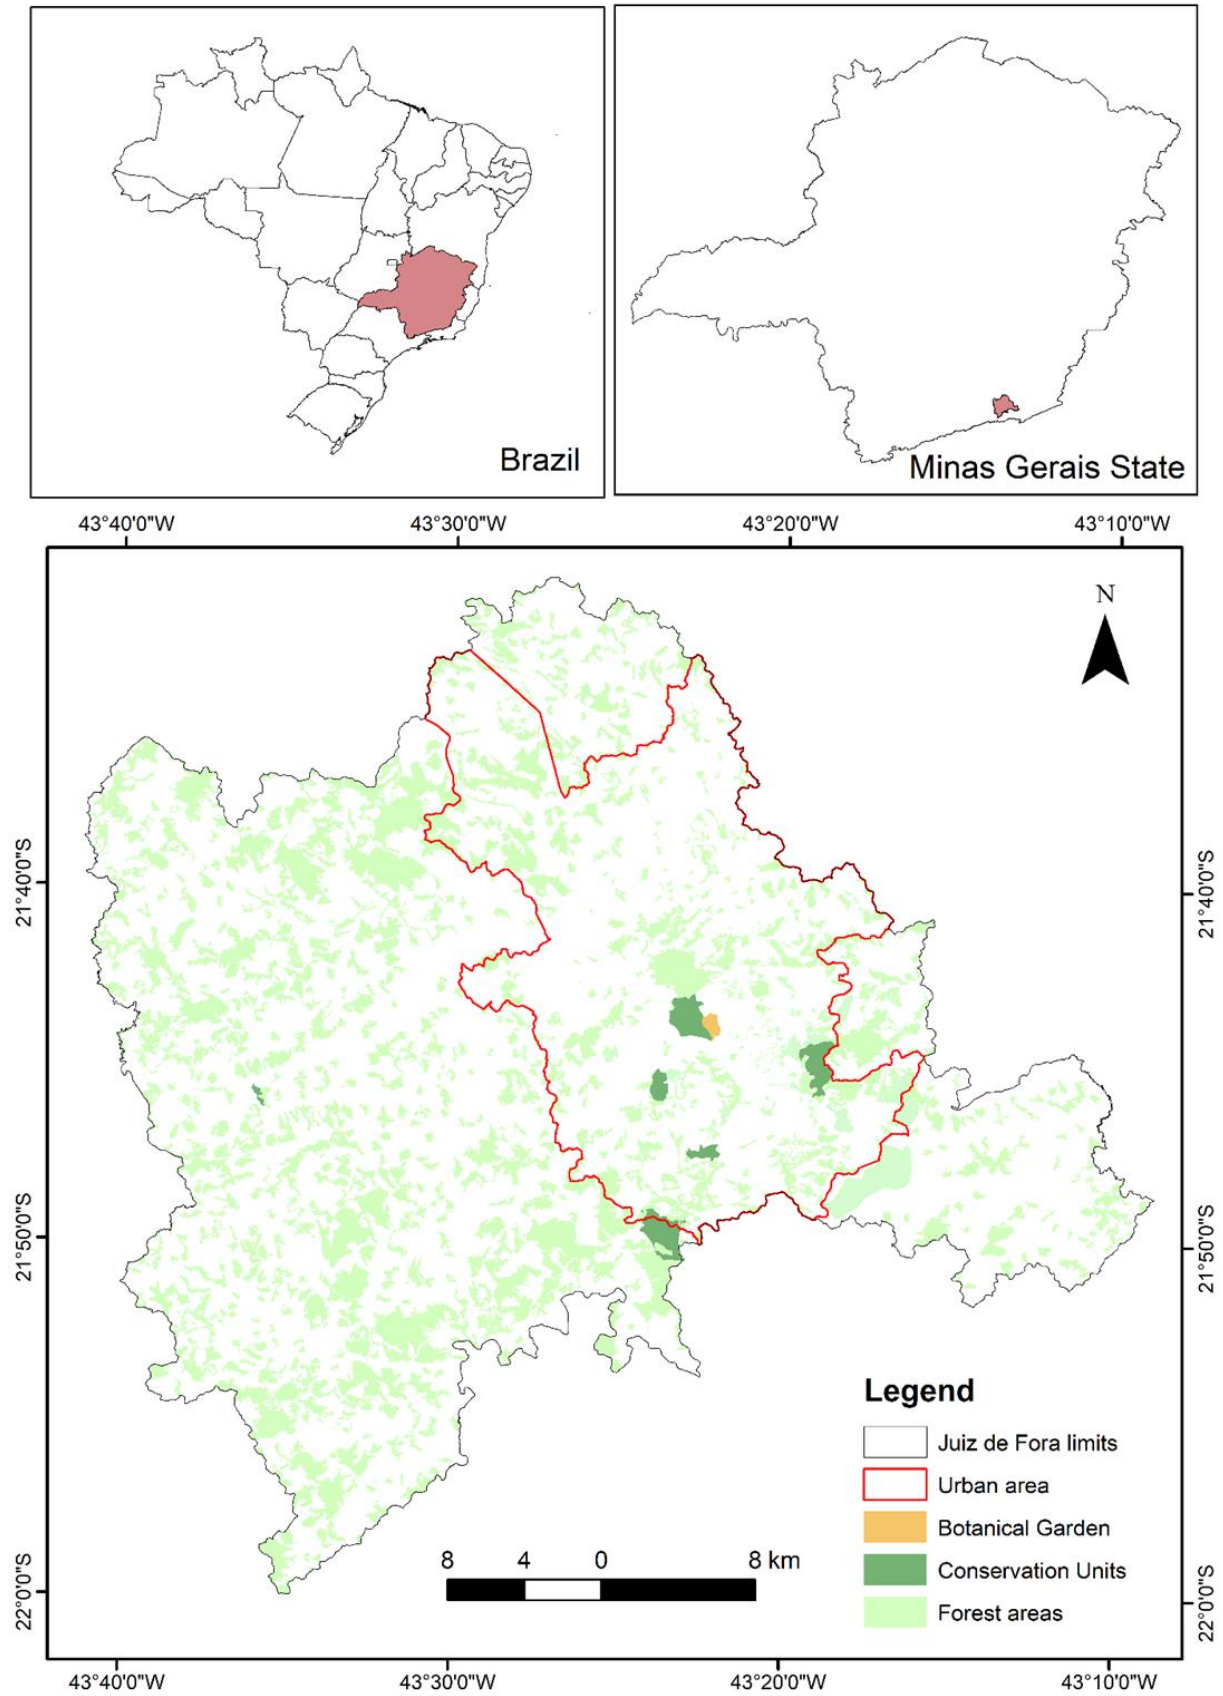 Brazil
Minas Gerais State
43°40'0"W 43°30'0"W 43°20'0"W 43°10'0"W
N
21°40'0"S
21°40'0"S
21°50'0"S
21°50'0"S
22°0'0"S
22°0'0"S
Legend
Juiz de Fora limits
Urban area
Botanical Garden
Conservation Units
Forest areas
8 4 0 8 km
43°40'0"W 43°30'0"W 43°20'0"W 43°10'0"W